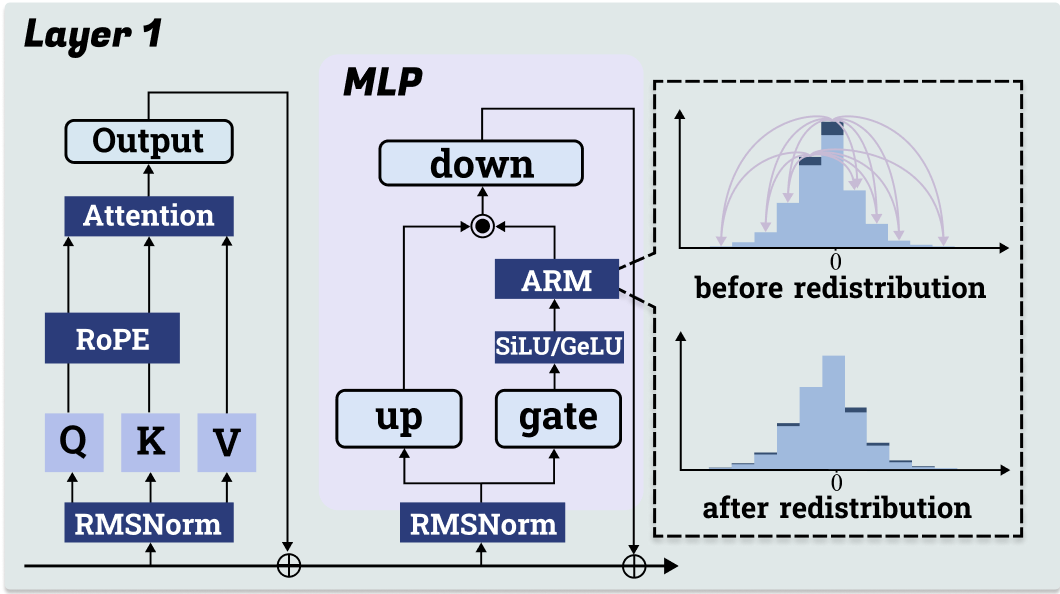 Layer 1
Output
Attention
RoPE
Q K V
RMSNorm
MLP
down
ARM
SiLU/GeLU
up gate
RMSNorm
0
before redistribution
0
after redistribution